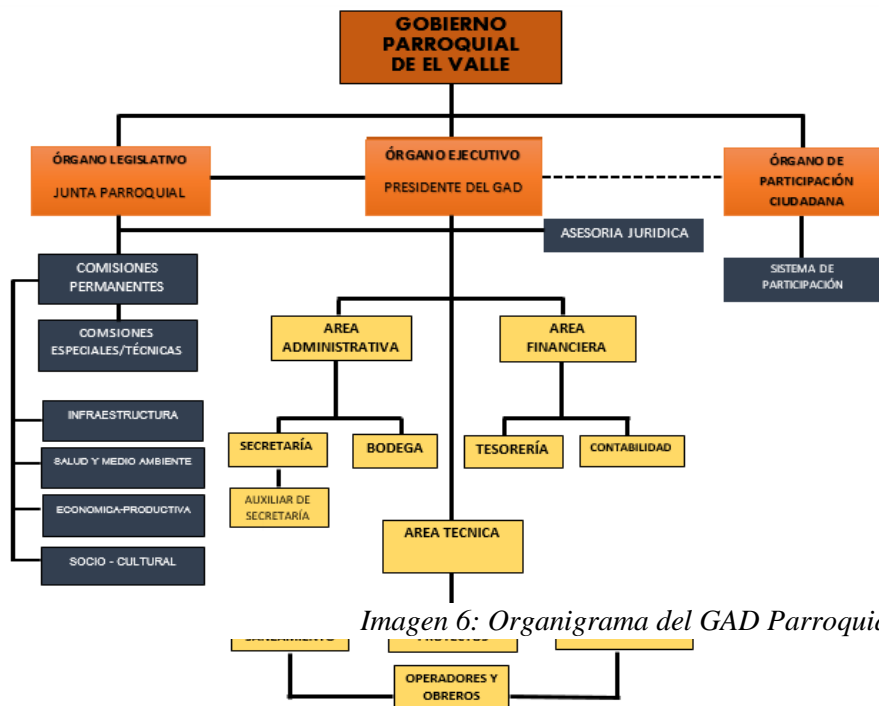 GOBIERNO
PARROQUIAL
DE EL VALLE
ÓRGANO LEGISLATIVO
JUNTA PARROQUIAL
ÓRGANO EJECUTIVO
PRESIDENTE DEL GAD
ÓRGANO DE
PARTICIPACIÓN
CIUDADANA
ASESORIA JURIDICA
COMISIONES
PERMANENTES
SISTEMA DE
PARTICIPACIÓN
COMSIONES
ESPECIALES/TÉCNICAS
AREA
ADMINISTRATIVA
AREA
FINANCIERA
INFRAESTRUCTURA
SALUD Y MEDIO AMBIENTE
ECONOMICA-PRODUCTIVA
SOCIO - CULTURAL
SECRETARÍA
BODEGA
TESORERÍA
CONTABILIDAD
AUXILIAR DE
SECRETARÍA
AREA TECNICA
Imagen 6: Organigrama del GAD Parroquia
SANEAMIENTO
PROYECTOS
OPERADORES Y
OBREROS